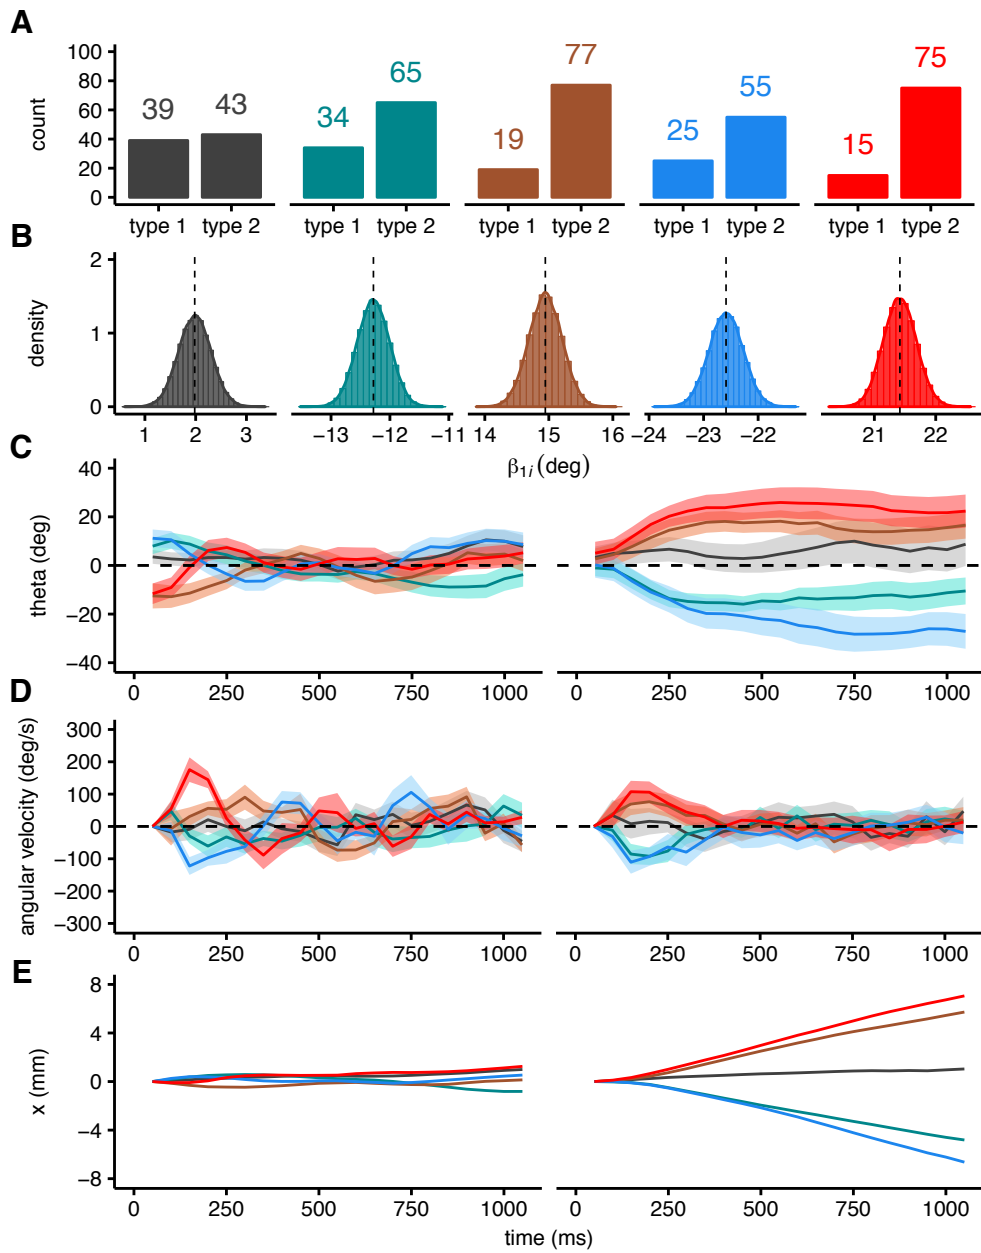 A
count
100
80
60
40
20
0
39 43 34 65 19 77 25 55 15 75
type 1 type 2 type 1 type 2 type 1 type 2 type 1 type 2 type 1 type 2
B
density
2
1
0
1 2 3 −13 −12 −11 14 15 16 −24 −23 −22 21 22
β1i (deg)
C
theta (deg)
40
20
0
−20
−40
0 250 500 750 1000 0 250 500 750 1000
D
angular velocity (deg/s)
300
200
100
0
−100
−200
−300
0 250 500 750 1000 0 250 500 750 1000
E
x (mm)
8
4
0
−4
−8
0 250 500 750 1000 0 250 500 750 1000
time (ms)